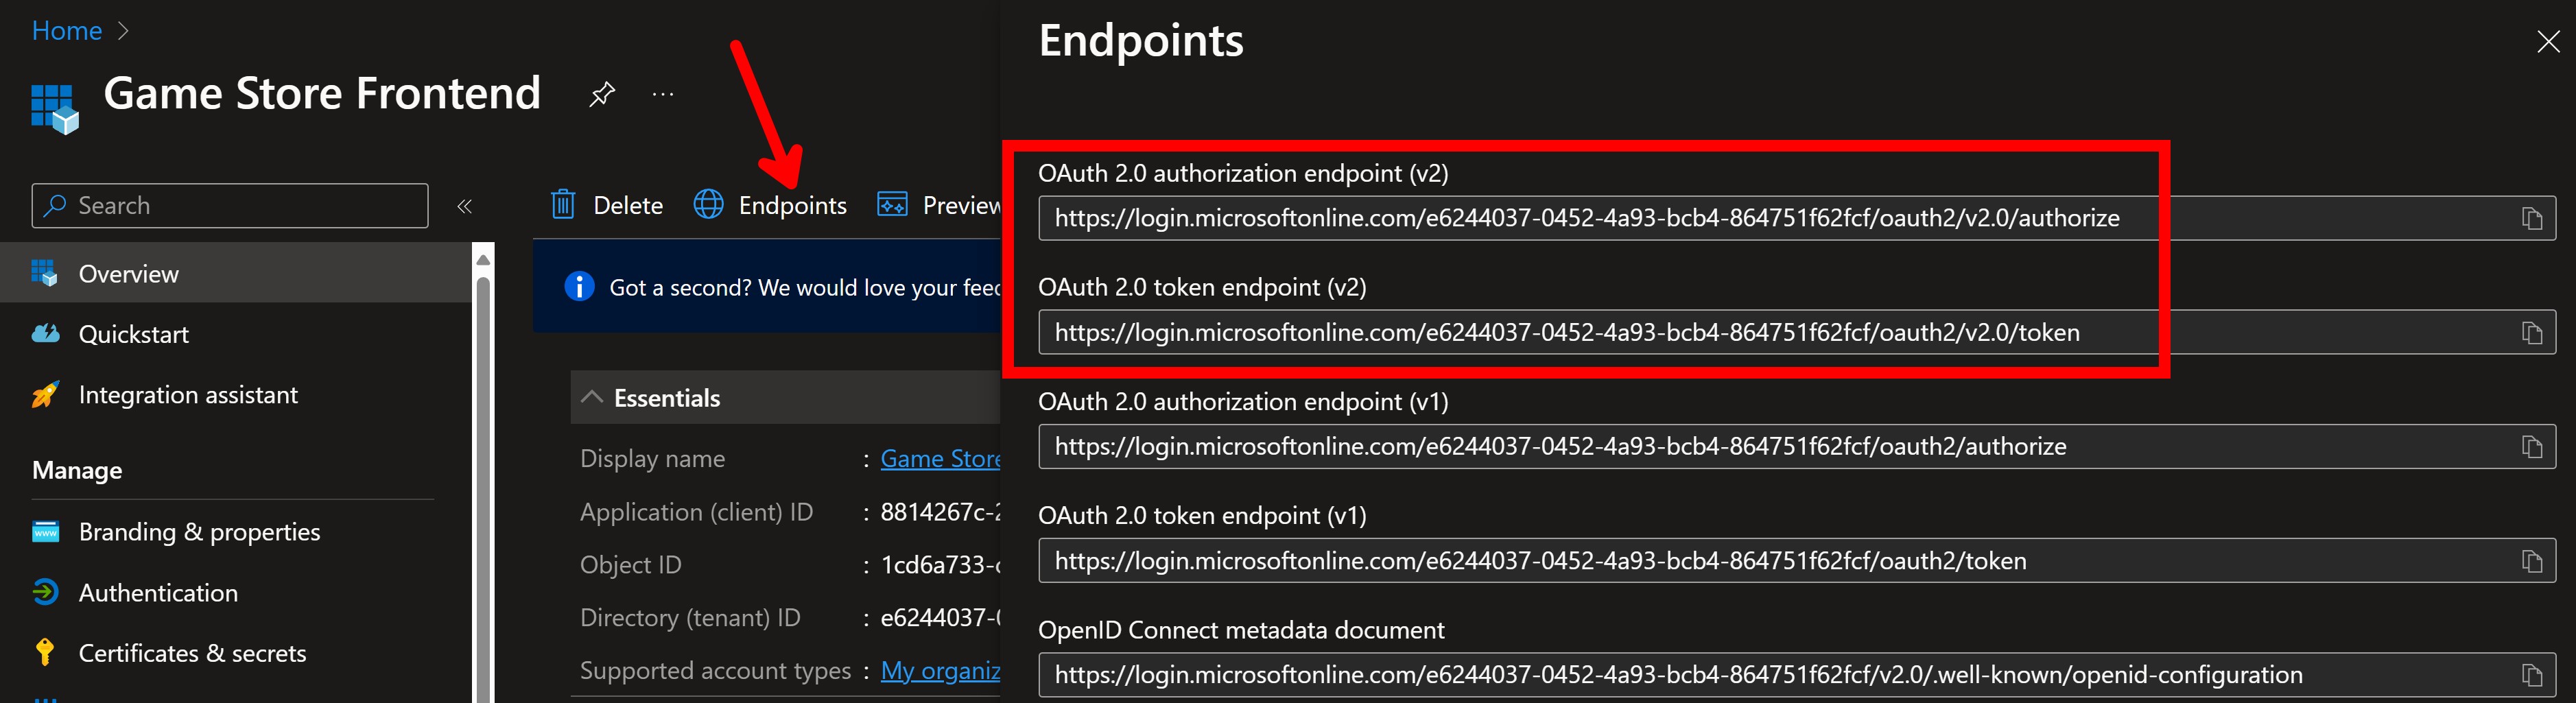 Home
Game Store Frontend
Search
Overview
Quickstart
Integration assistant
Manage
Branding & properties
Authentication
Certificates & secrets
Delete
Endpoints
Preview
Got a second? We would love your feed
Essentials
Display name : Game Store
Application (client) ID : 8814267c-2
Object ID : 1cd6a733-
Directory (tenant) ID : e6244037-0
Supported account types : My organiz
Endpoints
OAuth 2.0 authorization endpoint (v2)
https://login.microsoftonline.com/e6244037-0452-4a93-bcb4-864751f62fcf/oauth2/v2.0/authorize
OAuth 2.0 token endpoint (v2)
https://login.microsoftonline.com/e6244037-0452-4a93-bcb4-864751f62fcf/oauth2/v2.0/token
OAuth 2.0 authorization endpoint (v1)
https://login.microsoftonline.com/e6244037-0452-4a93-bcb4-864751f62fcf/oauth2/authorize
OAuth 2.0 token endpoint (v1)
https://login.microsoftonline.com/e6244037-0452-4a93-bcb4-864751f62fcf/oauth2/token
OpenID Connect metadata document
https://login.microsoftonline.com/e6244037-0452-4a93-bcb4-864751f62fcf/v2.0/.well-known/openid-configuration